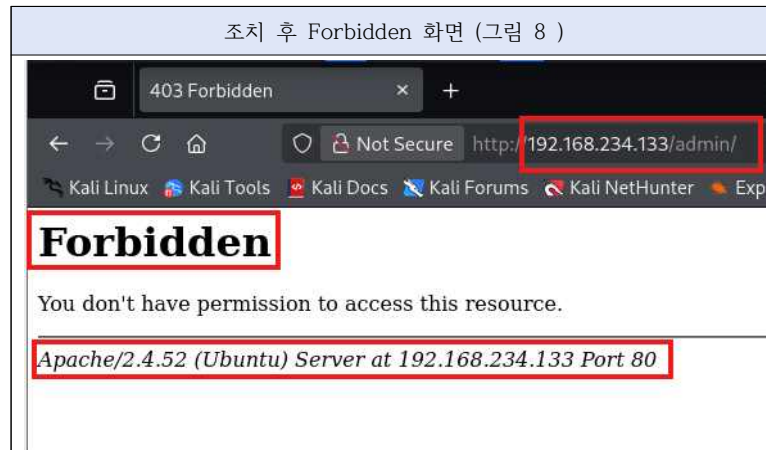 조치 후 Forbidden 화면 (그림 8 )
403 Forbidden
Not Secure http://192.168.234.133/admin/
Kali Linux Kali Tools Kali Docs Kali Forums Kali NetHunter Exp
Forbidden
You don't have permission to access this resource.
Apache/2.4.52 (Ubuntu) Server at 192.168.234.133 Port 80